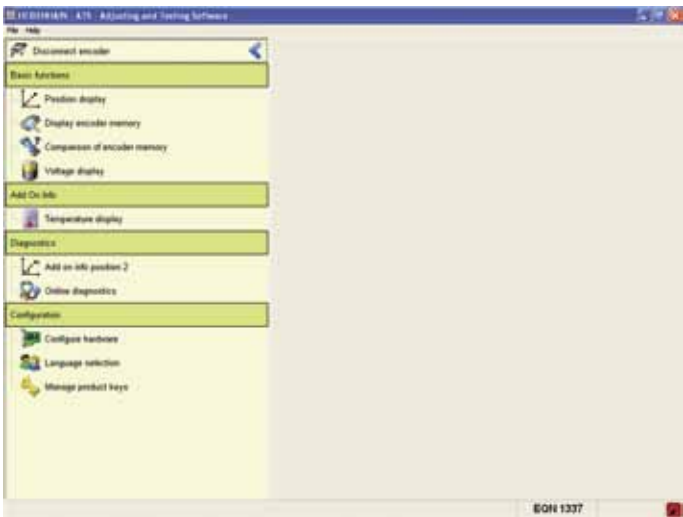 HEIDENHAIN - ATS - Adjusting and Testing Software
File Help
Disconnect encoder
Basic functions
Position display
Display encoder memory
Comparison of encoder memory
Voltage display
Add On Info
Temperature display
Diagnostics
Add on info position 2
Online diagnostics
Configuration
Configure hardware
Language selection
Manage product keys
EQN 1337